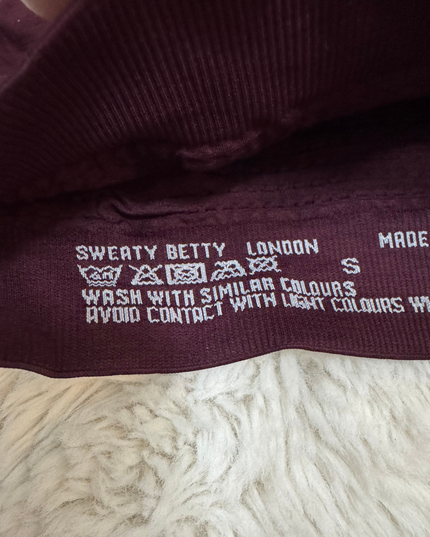 SWEATY BETTY LONDON MADE
S
WASH WITH SIMILAR COLOURS
AVOID CONTACT WITH LIGHT COLOURS